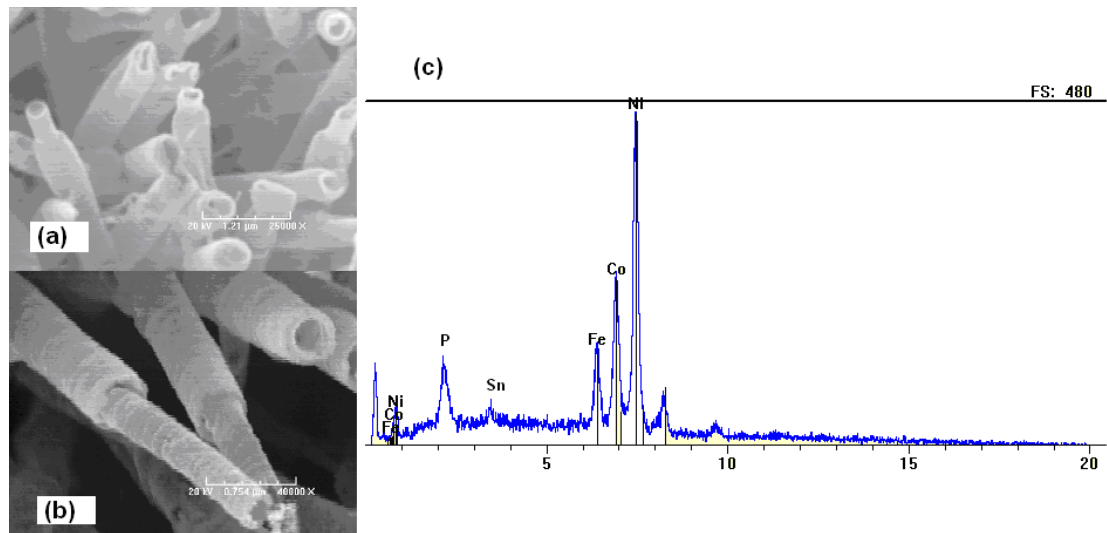 (a)
20 kV 1.21 µm 25000 X
(b)
20 kV 0.754 µm 40000 X
(c)
FS: 480
Ni
Co
Fe
P
Sn
Ni
Co
Fe
5 10 15 20